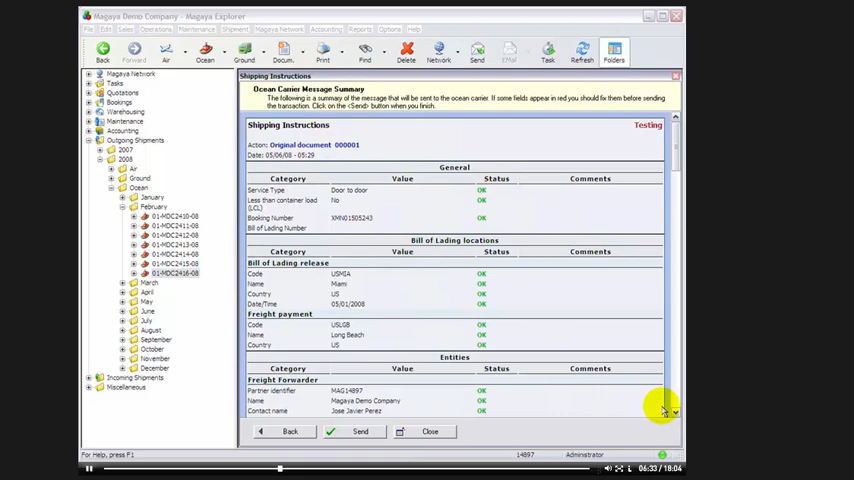 Magaya Demo Company - Magaya Explorer
File Edit Sales Operations Maintenance Shipment Magaya Network Accounting Reports Options Help
Back Forward Air Ocean Ground Docum. Print Find Delete Network Send EMail Task Refresh Folders
Magaya Network
Tasks
Quotations
Bookings
Warehousing
Maintenance
Accounting
Outgoing Shipments
2007
2008
Air
Ground
Ocean
January
February
01-MDC2410-08
01-MDC2411-08
01-MDC2412-08
01-MDC2413-08
01-MDC2414-08
01-MDC2415-08
01-MDC2416-08
March
April
May
June
July
August
September
October
November
December
Incoming Shipments
Miscellaneous
Shipping Instructions
Ocean Carrier Message Summary
The following is a summary of the message that will be sent to the ocean carrier. If some fields appear in red you should fix them before sending
the transaction. Click on the <Send> button when you finish.
Shipping Instructions Testing
Action: Original document 000001
Date: 05/06/08 - 05:29
General
Category Value Status Comments
Service Type Door to door OK
Less than container load No OK
(LCL)
Booking Number XMN01505243 OK
Bill of Lading Number
Bill of Lading locations
Category Value Status Comments
Bill of Lading release
Code USMIA OK
Name Miami OK
Country US OK
Date/Time 05/01/2008 OK
Freight payment
Code USLGB OK
Name Long Beach OK
Country US OK
Entities
Category Value Status Comments
Freight Forwarder
Partner identifier MAG14897 OK
Name Magaya Demo Company OK
Contact name Jose Javier Perez OK
Back Send Close
For Help, press F1 14897 Administrator
06:33 / 18:04